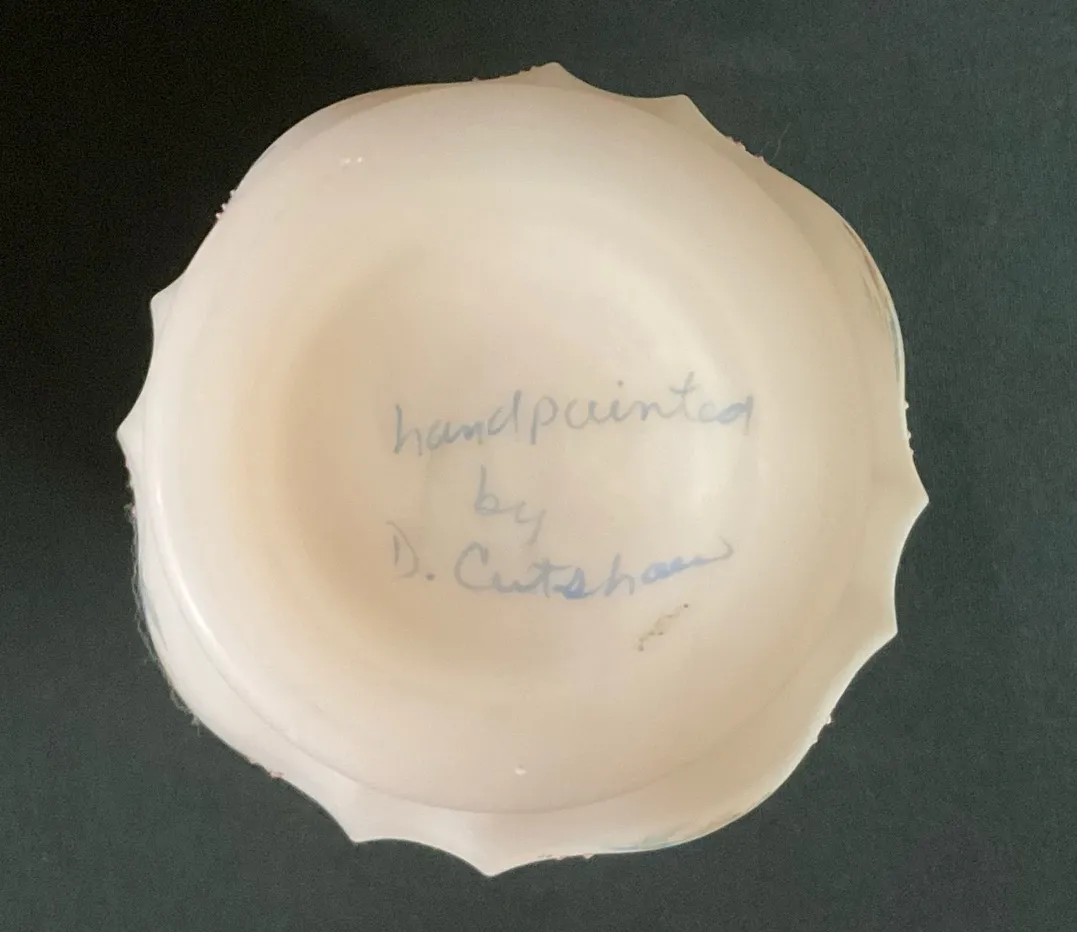 handpainted
by
D. Cutshaw